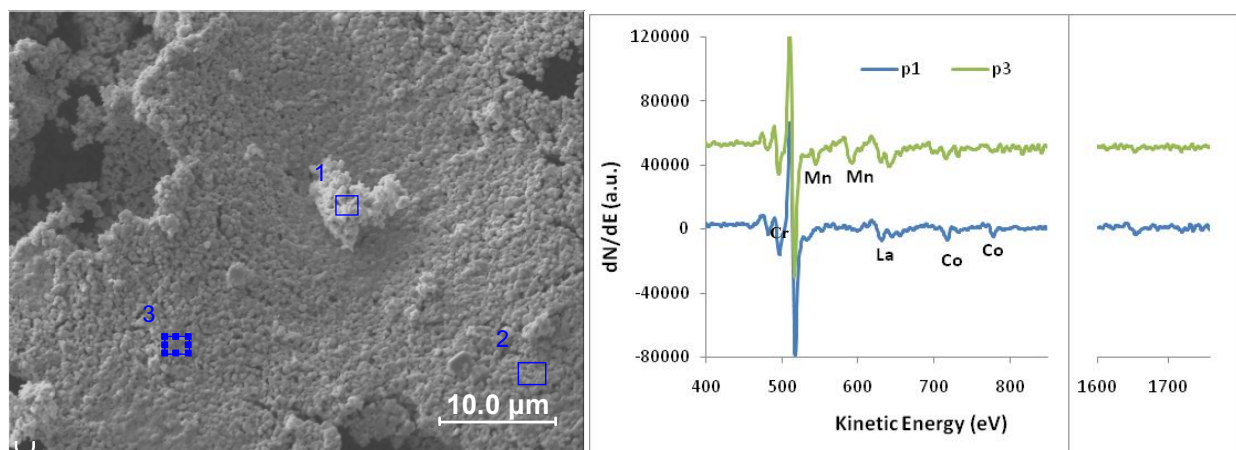 1
3
2
10.0 µm
120000
80000
40000
0
-40000
-80000
dN/dE (a.u.)
p1 p3
Mn Mn
Cr
La Co Co
400 500 600 700 800 1600 1700
Kinetic Energy (eV)